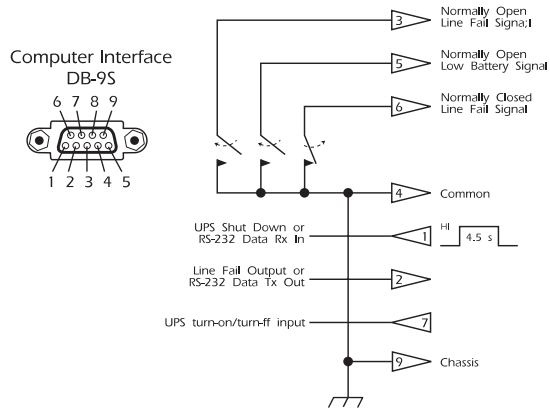 Computer Interface
DB-9S
6 7 8 9
1 2 3 4 5
3 Normally Open
Line Fail Signa;l
5 Normally Open
Low Battery Signal
6 Normally Closed
Line Fail Signal
4 Common
UPS Shut Down or
RS-232 Data Rx In
1 HI 4.5 s
Line Fail Output or
RS-232 Data Tx Out
2
UPS turn-on/turn-ff input
7
9 Chassis